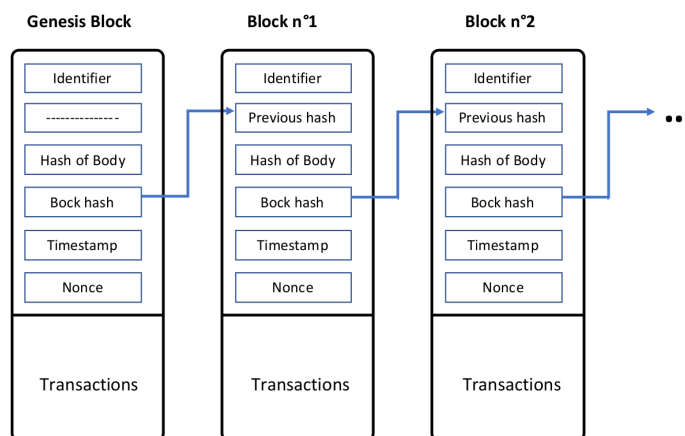 Genesis Block
Block n°1
Block n°2
Identifier
---------------
Hash of Body
Bock hash
Timestamp
Nonce
Transactions
Identifier
Previous hash
Hash of Body
Bock hash
Timestamp
Nonce
Transactions
Identifier
Previous hash
Hash of Body
Bock hash
Timestamp
Nonce
Transactions
..